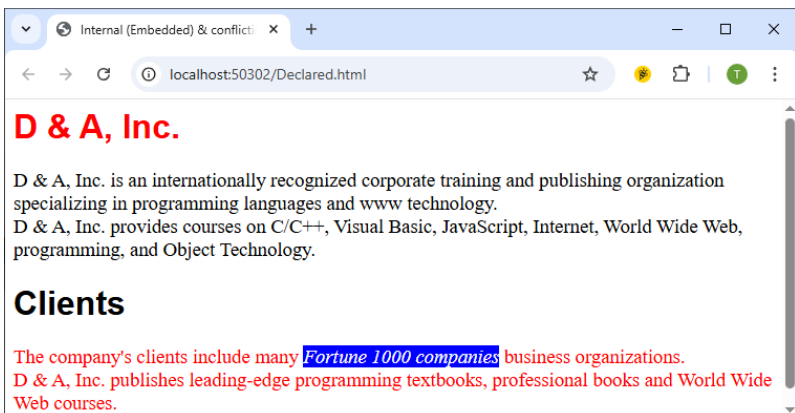 Internal (Embedded) & conflicti
localhost:50302/Declared.html
T
D & A, Inc.
D & A, Inc. is an internationally recognized corporate training and publishing organization
specializing in programming languages and www technology.
D & A, Inc. provides courses on C/C++, Visual Basic, JavaScript, Internet, World Wide Web,
programming, and Object Technology.
Clients
The company's clients include many Fortune 1000 companies business organizations.
D & A, Inc. publishes leading-edge programming textbooks, professional books and World Wide
Web courses.